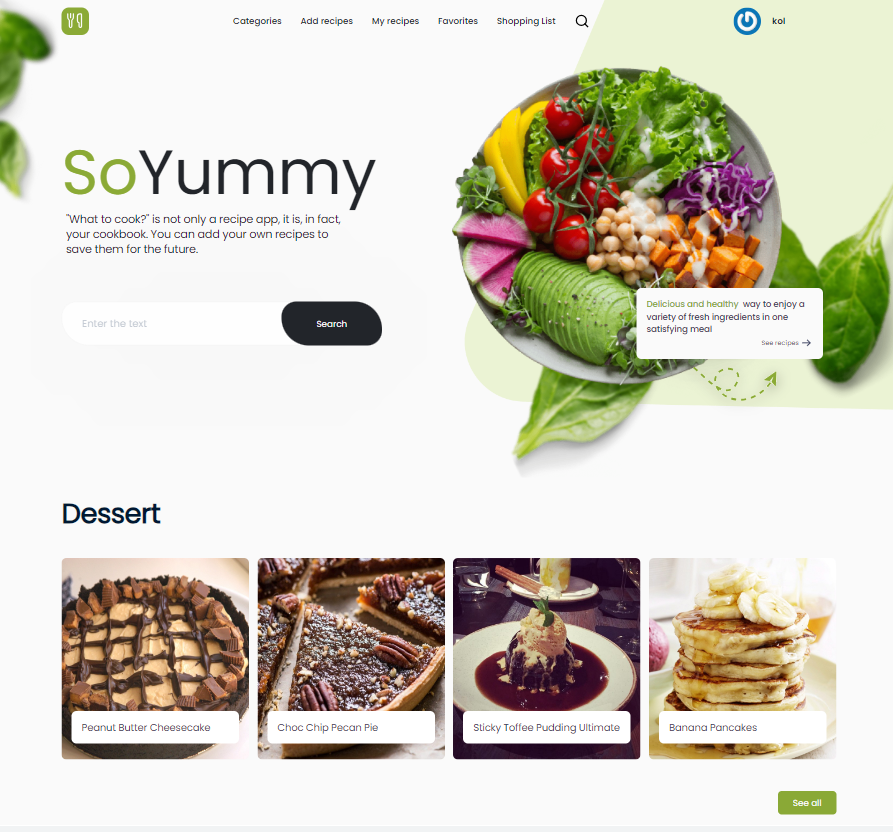 Categories
Add recipes
My recipes
Favorites
Shopping List
kol
SoYummy
"What to cook?" is not only a recipe app, it is, in fact,
your cookbook. You can add your own recipes to
save them for the future.
Enter the text
Search
Delicious and healthy way to enjoy a
variety of fresh ingredients in one
satisfying meal
See recipes
Dessert
Peanut Butter Cheesecake
Choc Chip Pecan Pie
Sticky Toffee Pudding Ultimate
Banana Pancakes
See all